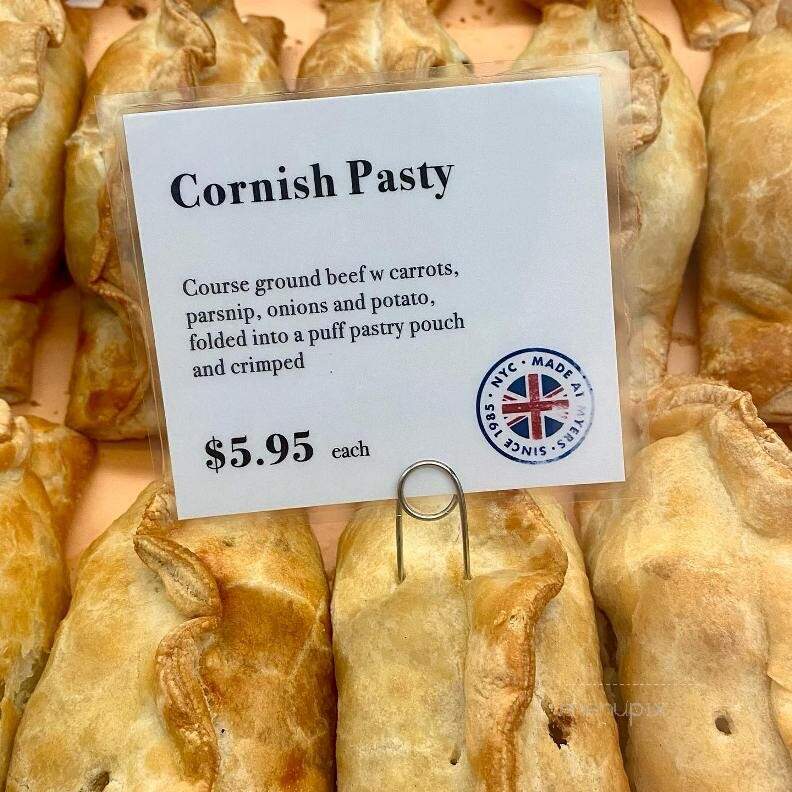 Cornish Pasty
Course ground beef w carrots,
parsnip, onions and potato,
folded into a puff pastry pouch
and crimped
$5.95 each
NYC · MADE AT MYERS · SINCE 1985 ·
menupix